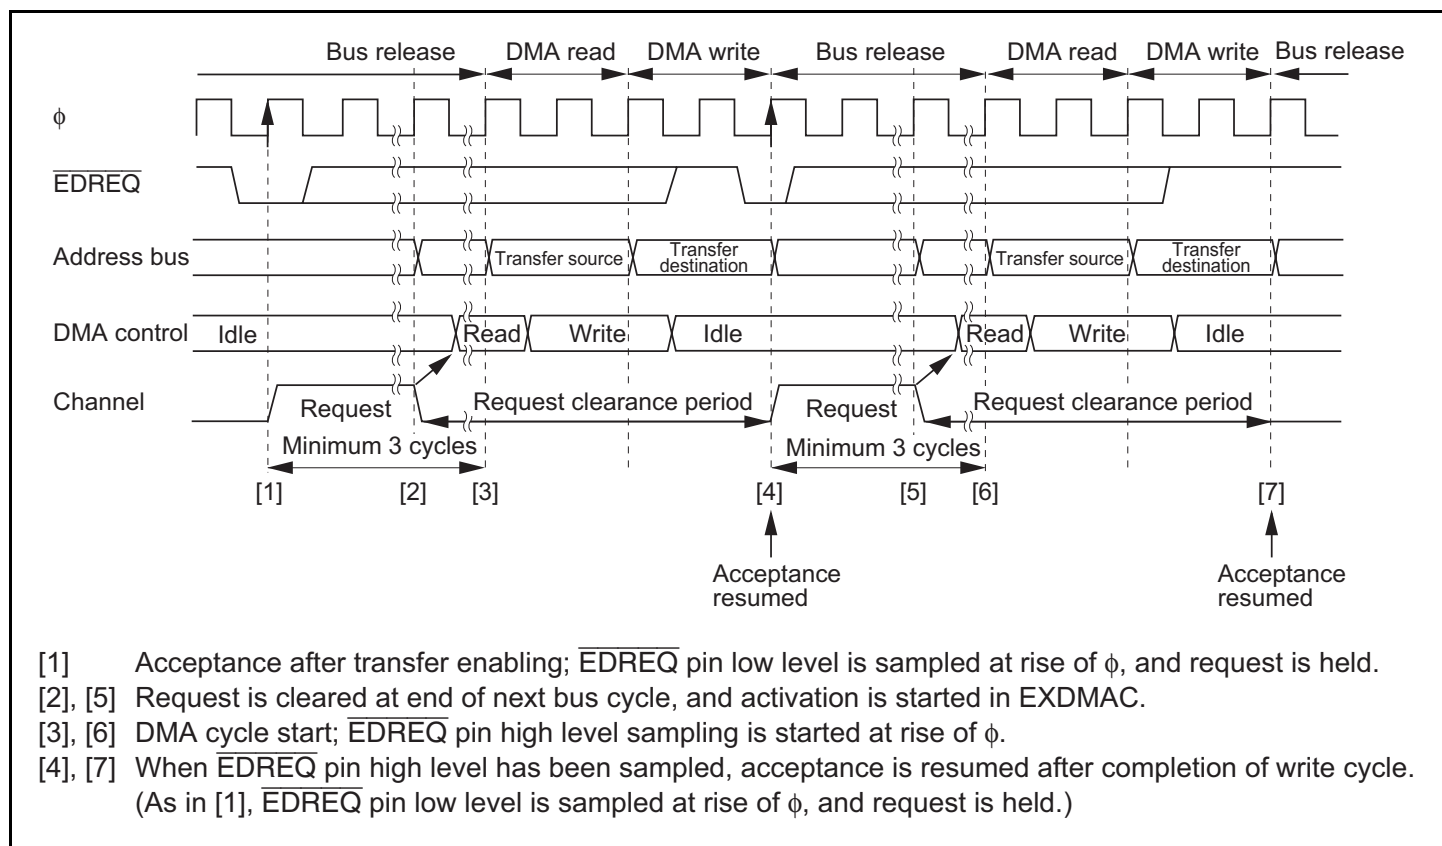 Bus release DMA read DMA write Bus release DMA read DMA write Bus release
ϕ
EDREQ
Address bus Transfer source Transfer destination Transfer source Transfer destination
DMA control Idle Read Write Idle Read Write Idle
Channel Request Request clearance period Request Request clearance period
Minimum 3 cycles Minimum 3 cycles
[1] [2] [3] [4] [5] [6] [7]
Acceptance resumed Acceptance resumed
[1] Acceptance after transfer enabling; EDREQ pin low level is sampled at rise of ϕ, and request is held.
[2], [5] Request is cleared at end of next bus cycle, and activation is started in EXDMAC.
[3], [6] DMA cycle start; EDREQ pin high level sampling is started at rise of ϕ.
[4], [7] When EDREQ pin high level has been sampled, acceptance is resumed after completion of write cycle.
(As in [1], EDREQ pin low level is sampled at rise of ϕ, and request is held.)